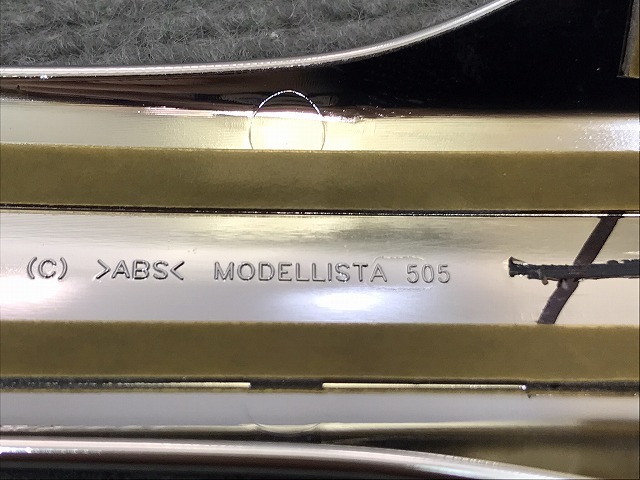 (C) >ABS< MODELLISTA 505